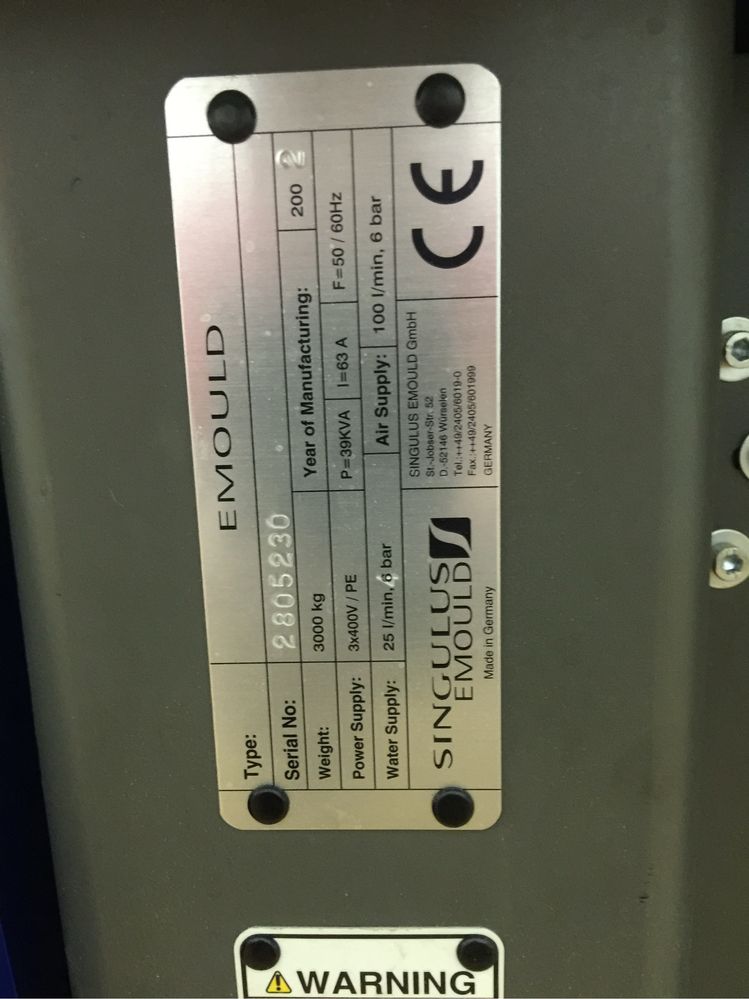 EMOULD
Type:
Serial No: 2805230
Weight: 3000 kg Year of Manufacturing: 200 2
Power Supply: 3x400V / PE P=39KVA I=63 A F=50 / 60Hz
Water Supply: 25 l/min, 6 bar Air Supply: 100 l/min, 6 bar
SINGULUS
EMOULD
Made in Germany
SINGULUS EMOULD GmbH
St.-Jobser-Str. 52
D-52146 Würselen
Tel.:++49/2405/6019-0
Fax.:++49/2405/601999
GERMANY
CE
WARNING